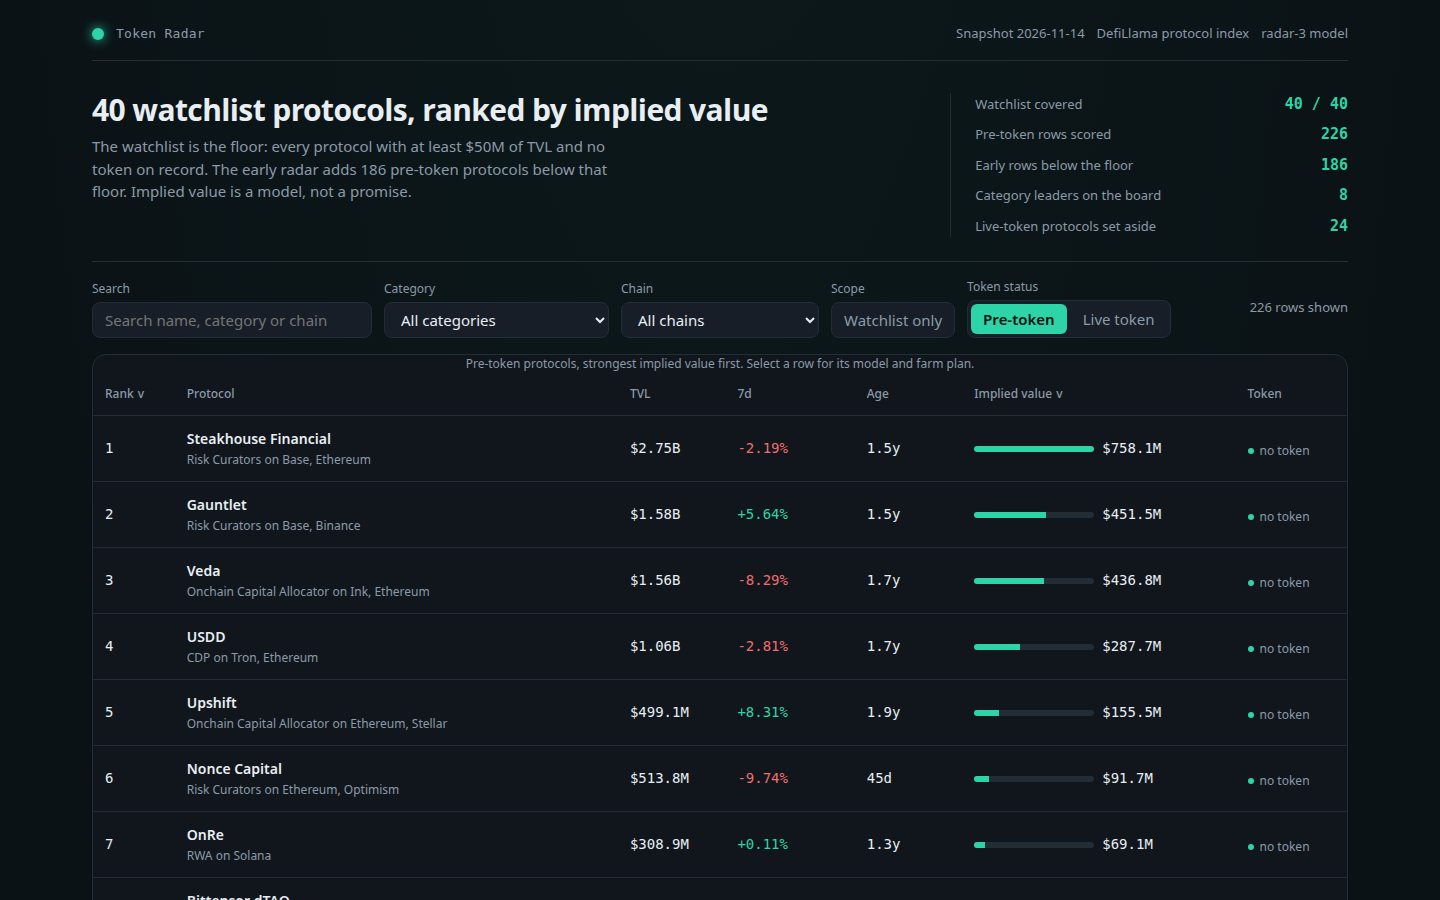 Token Radar
Snapshot 2026-11-14 DefiLlama protocol index radar-3 model
40 watchlist protocols, ranked by implied value
The watchlist is the floor: every protocol with at least $50M of TVL and no
token on record. The early radar adds 186 pre-token protocols below that
floor. Implied value is a model, not a promise.
Watchlist covered 40 / 40
Pre-token rows scored 226
Early rows below the floor 186
Category leaders on the board 8
Live-token protocols set aside 24
Search Category Chain Scope Token status
Search name, category or chain All categories All chains Watchlist only Pre-token Live token 226 rows shown
Pre-token protocols, strongest implied value first. Select a row for its model and farm plan.
Rank v Protocol TVL 7d Age Implied value v Token
1 Steakhouse Financial $2.75B -2.19% 1.5y $758.1M no token
Risk Curators on Base, Ethereum
2 Gauntlet $1.58B +5.64% 1.5y $451.5M no token
Risk Curators on Base, Binance
3 Veda $1.56B -8.29% 1.7y $436.8M no token
Onchain Capital Allocator on Ink, Ethereum
4 USDD $1.06B -2.81% 1.7y $287.7M no token
CDP on Tron, Ethereum
5 Upshift $499.1M +8.31% 1.9y $155.5M no token
Onchain Capital Allocator on Ethereum, Stellar
6 Nonce Capital $513.8M -9.74% 45d $91.7M no token
Risk Curators on Ethereum, Optimism
7 OnRe $308.9M +0.11% 1.3y $69.1M no token
RWA on Solana
Bittensor dTAO